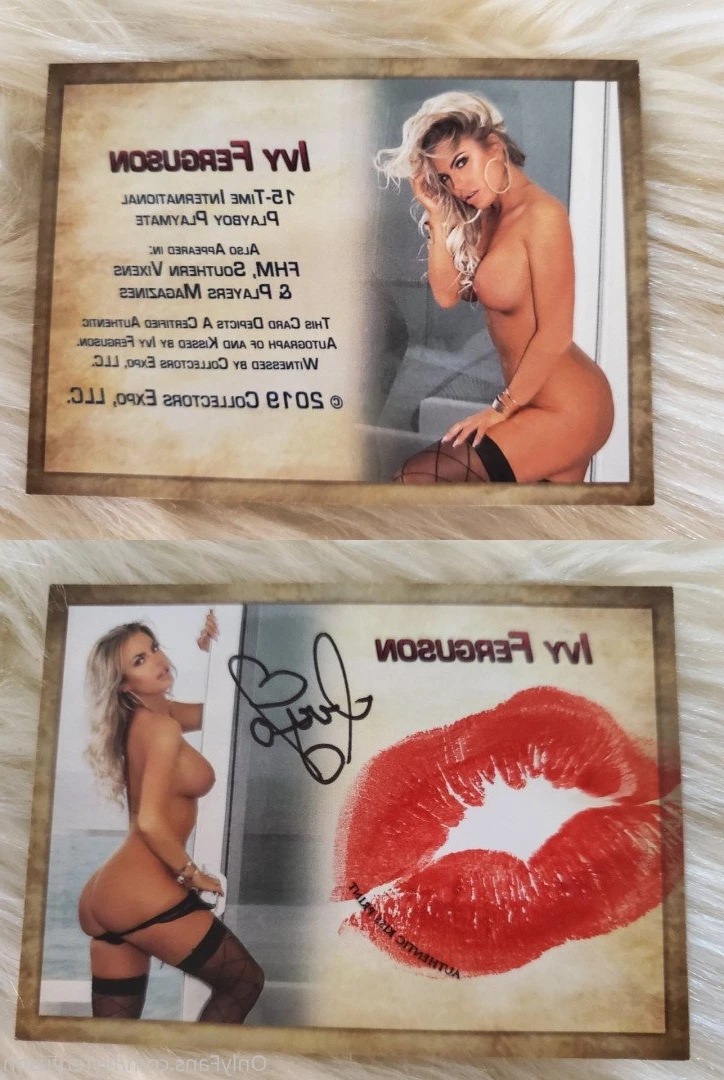 IVY FERGUSON
15-TIME INTERNATIONAL
PLAYBOY PLAYMATE
ALSO APPEARED IN:
FHM, SOUTHERN VIXENS
& PLAYERS MAGAZINES
THIS CARD DEPICTS A CERTIFIED AUTHENTIC
AUTOGRAPH OF AND KISSED BY IVY FERGUSON.
WITNESSED BY COLLECTORS EXPO, LLC.
© 2019 COLLECTORS EXPO, LLC.
IVY FERGUSON
Ivy
AUTHENTIC KISS PRINT